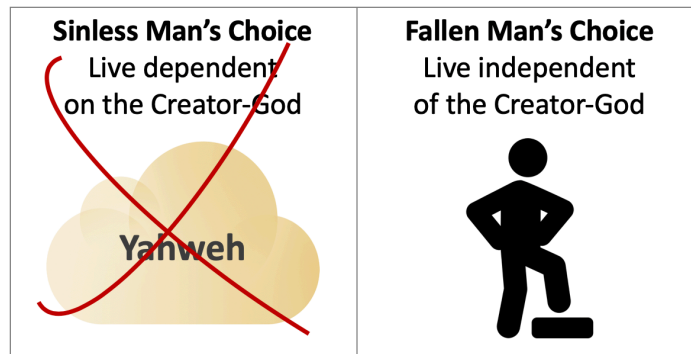 Sinless Man's Choice
Live dependent
on the Creator-God
Yahweh
Fallen Man's Choice
Live independent
of the Creator-God